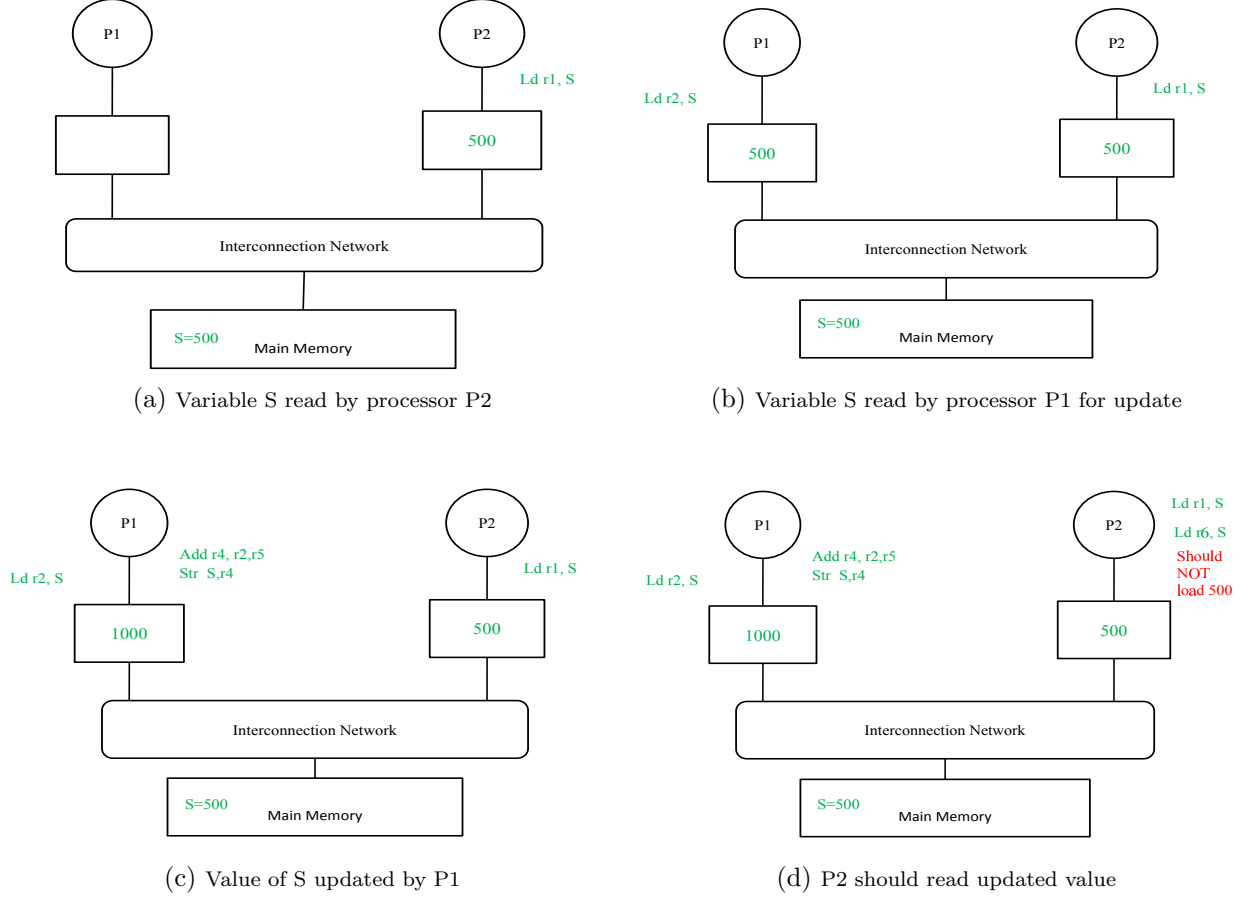 P1
P2
Ld r1, S
500
Interconnection Network
S=500
Main Memory
(a) Variable S read by processor P2
P1
P2
Ld r2, S
Ld r1, S
500
500
Interconnection Network
S=500
Main Memory
(b) Variable S read by processor P1 for update
P1
P2
Add r4, r2,r5
Str S,r4
Ld r2, S
Ld r1, S
1000
500
Interconnection Network
S=500
Main Memory
(c) Value of S updated by P1
P1
P2
Ld r1, S
Ld r6, S
Should
NOT
load 500
Add r4, r2,r5
Str S,r4
Ld r2, S
1000
500
Interconnection Network
S=500
Main Memory
(d) P2 should read updated value